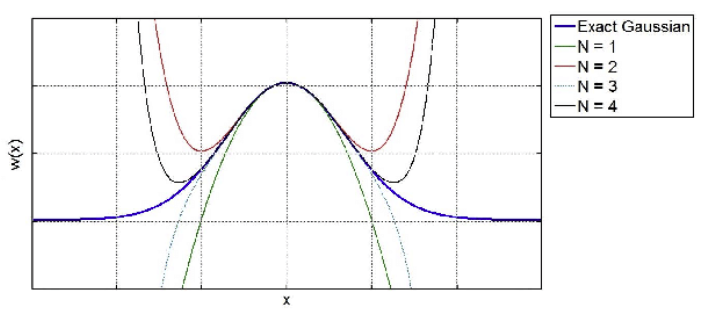 Exact Gaussian
N = 1
N = 2
N = 3
N = 4
w(x)
x